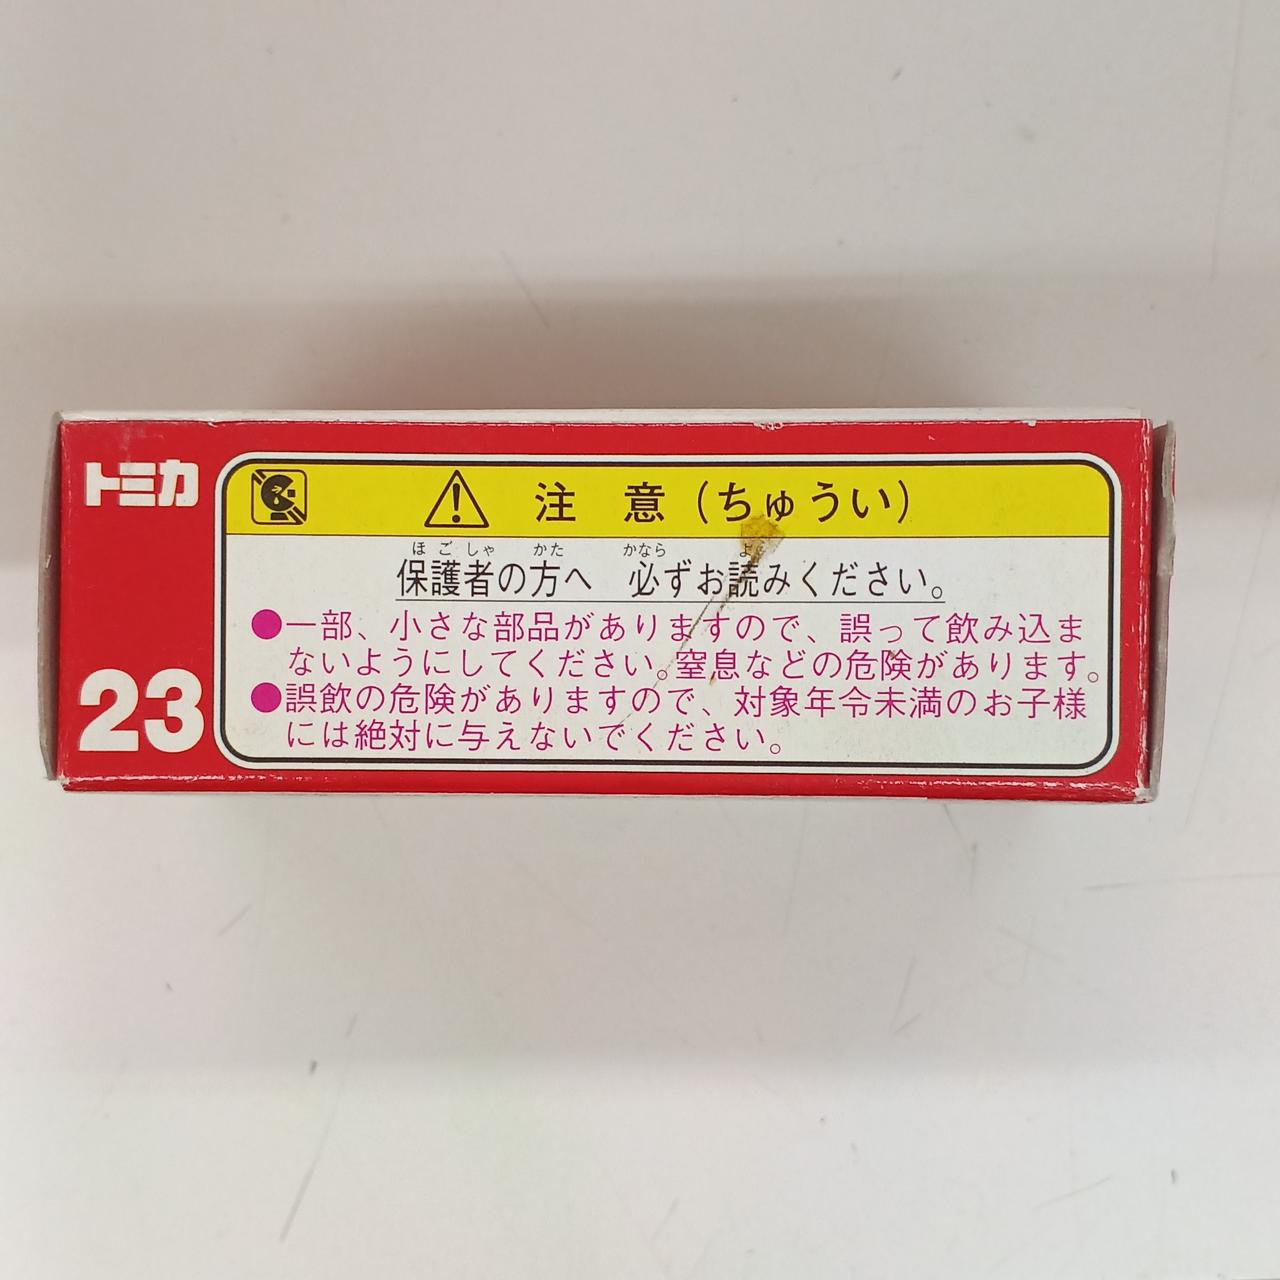 トミカ
23
注 意 (ちゅうい)
ほ ご しゃ かた かなら よ
保護者の方へ 必ずお読みください。
●一部、小さな部品がありますので、誤って飲み込ま
ないようにしてください。窒息などの危険があります。
●誤飲の危険がありますので、対象年令未満のお子様
には絶対に与えないでください。